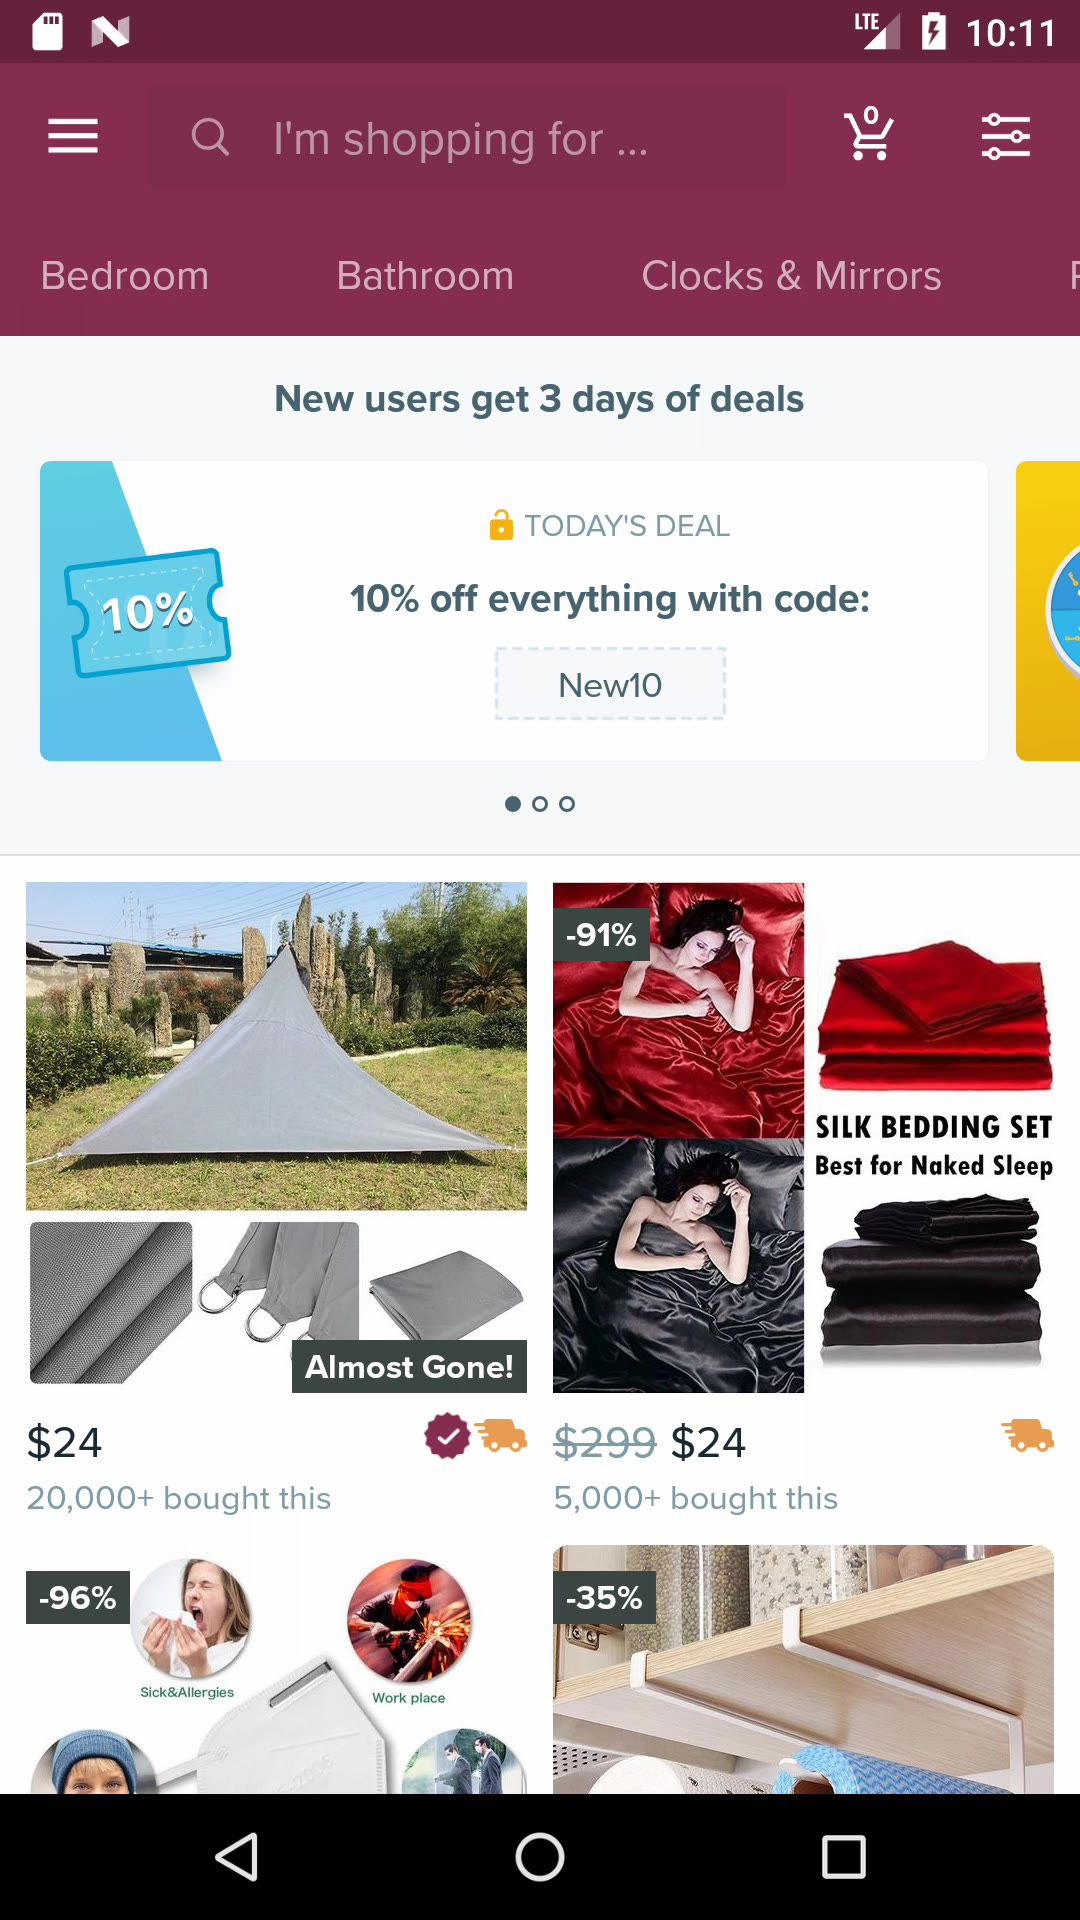 LTE 10:11
I'm shopping for ...
0
Bedroom Bathroom Clocks & Mirrors
New users get 3 days of deals
TODAY'S DEAL
10%
10% off everything with code:
New10
-91%
SILK BEDDING SET
Best for Naked Sleep
Almost Gone!
$24
$299 $24
20,000+ bought this
5,000+ bought this
-96%
-35%
Sick&Allergies
Work place